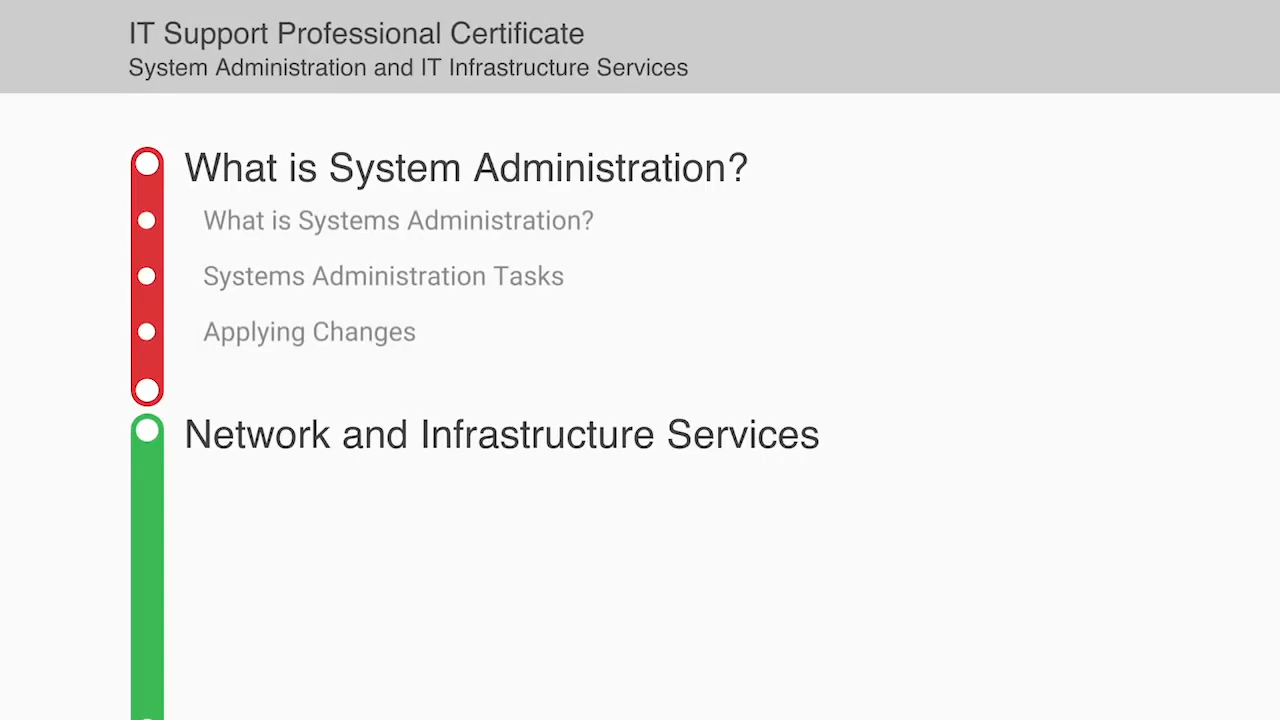 IT Support Professional Certificate
System Administration and IT Infrastructure Services
What is System Administration?
What is Systems Administration?
Systems Administration Tasks
Applying Changes
Network and Infrastructure Services